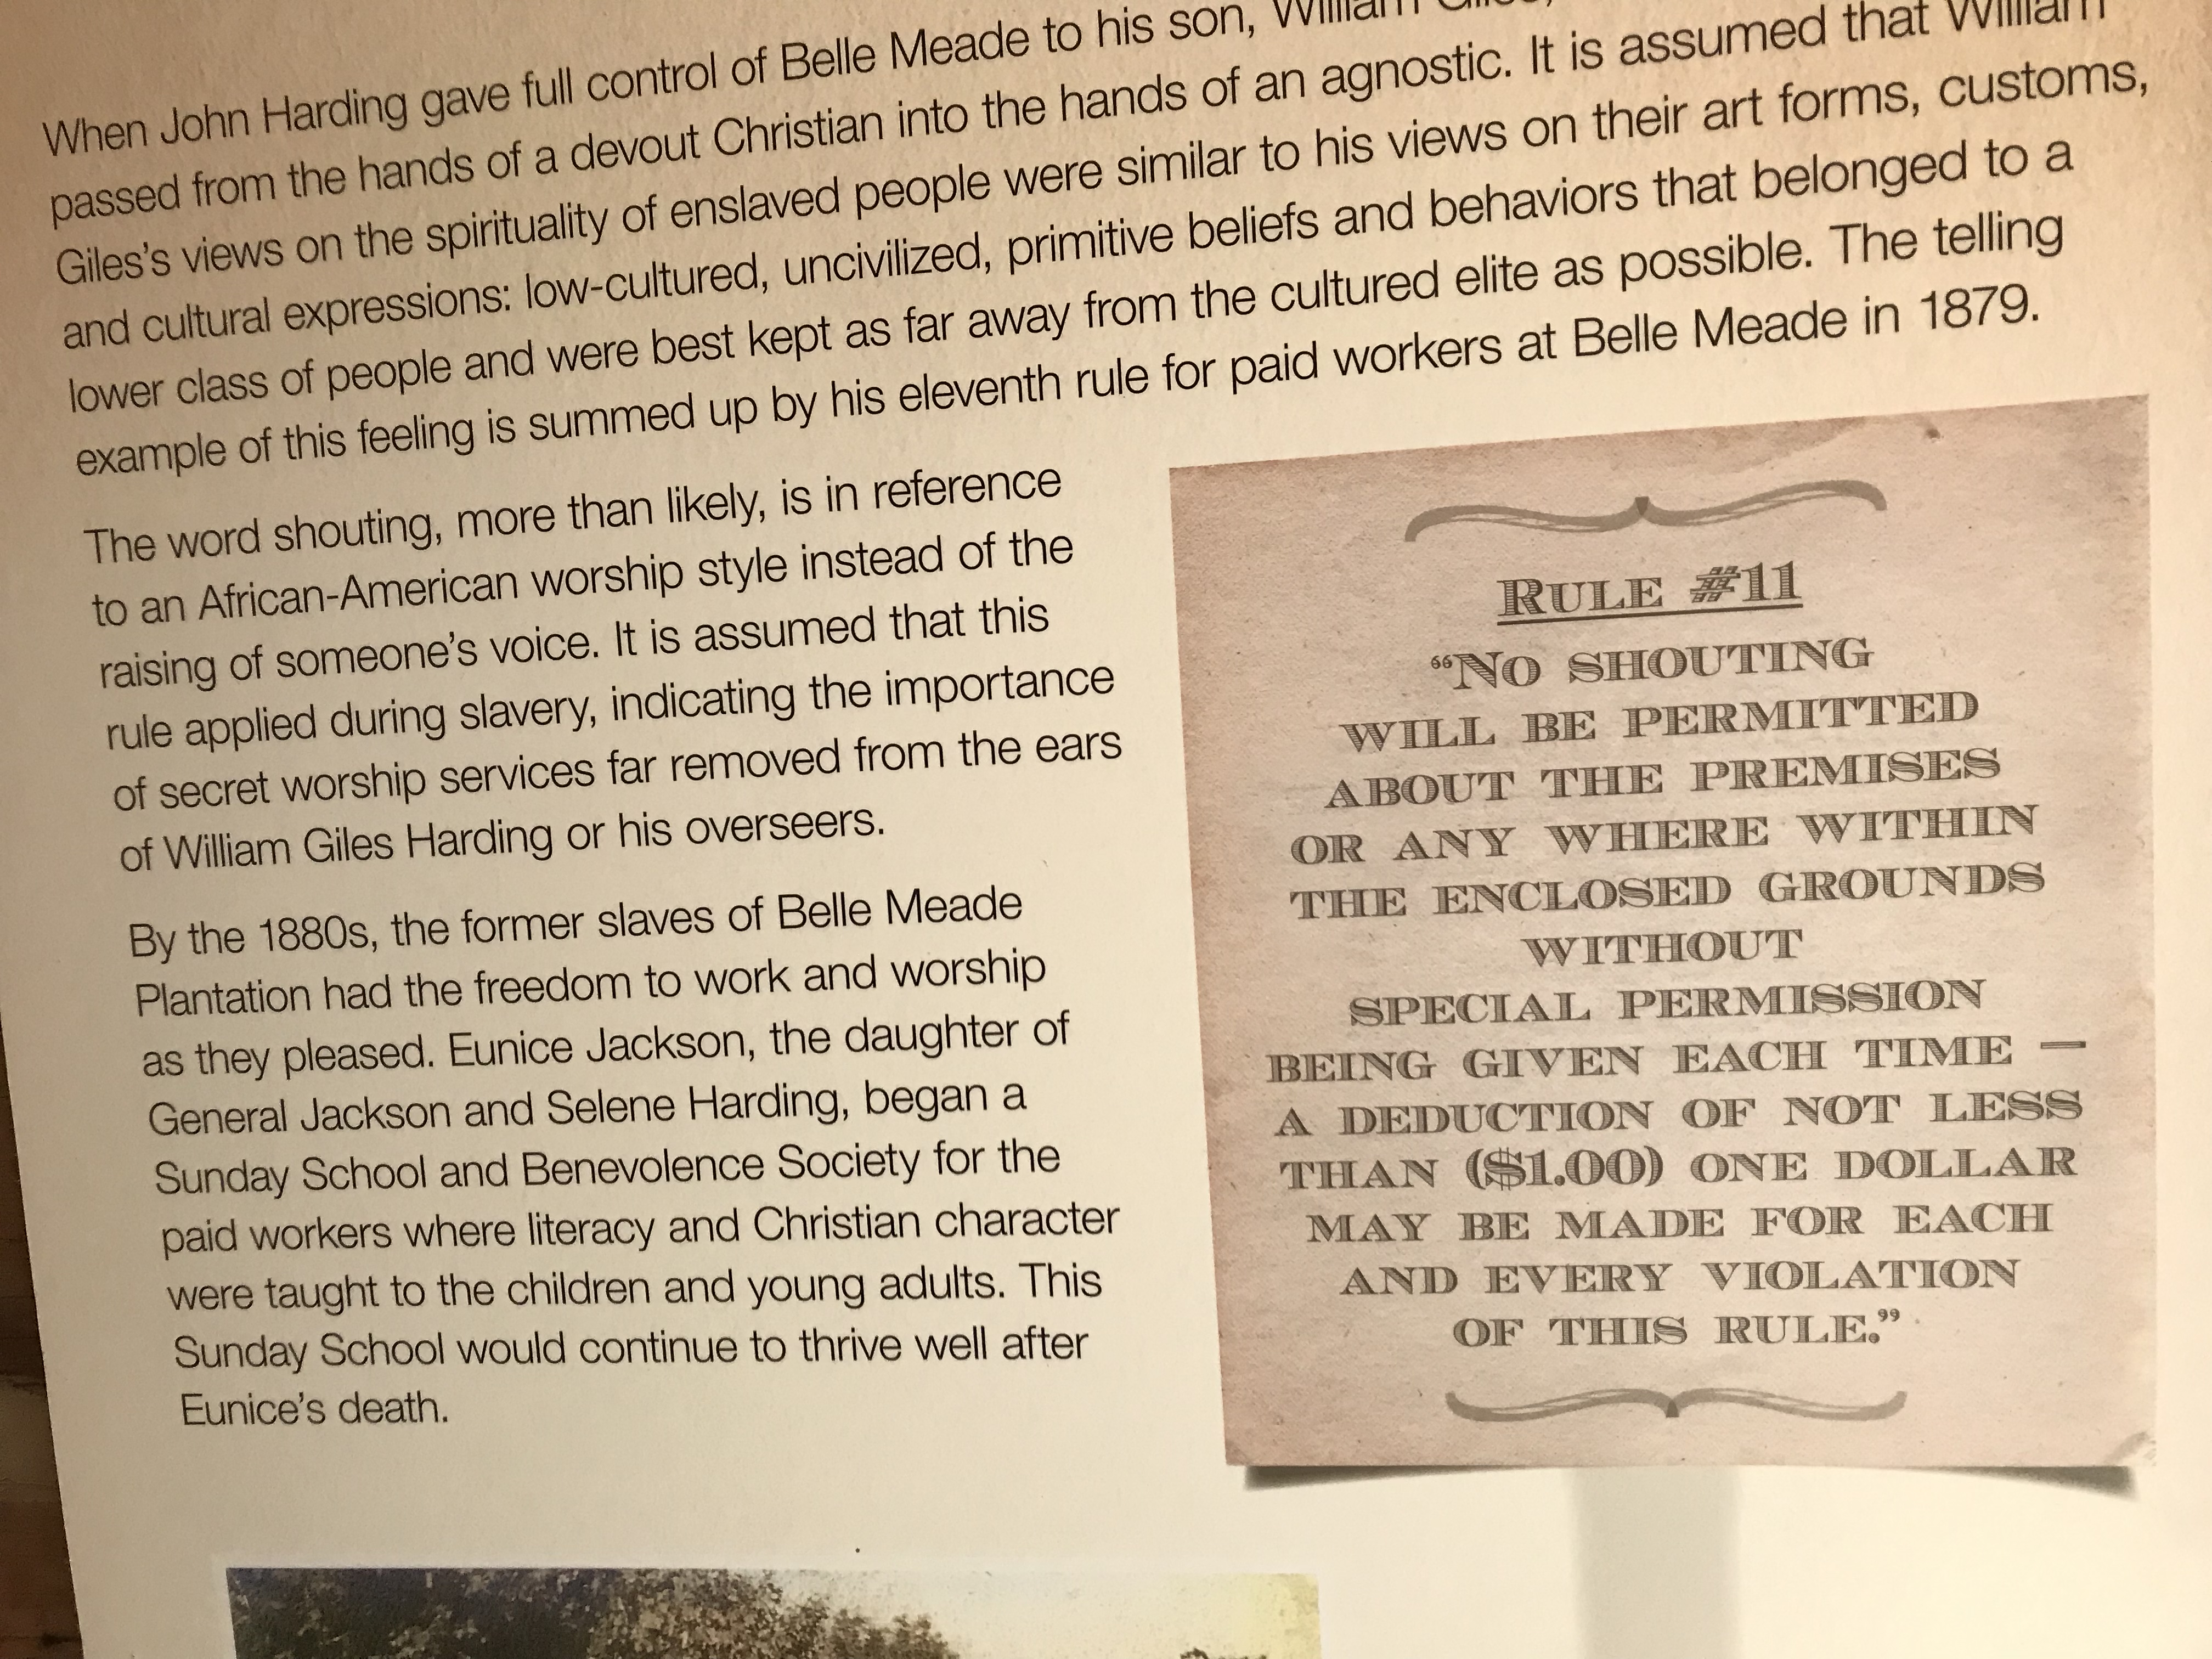 When John Harding gave full control of Belle Meade to his son, William Giles,
passed from the hands of a devout Christian into the hands of an agnostic. It is assumed that William
Giles's views on the spirituality of enslaved people were similar to his views on their art forms, customs,
and cultural expressions: low-cultured, uncivilized, primitive beliefs and behaviors that belonged to a
lower class of people and were best kept as far away from the cultured elite as possible. The telling
example of this feeling is summed up by his eleventh rule for paid workers at Belle Meade in 1879.
The word shouting, more than likely, is in reference
to an African-American worship style instead of the
raising of someone's voice. It is assumed that this
rule applied during slavery, indicating the importance
of secret worship services far removed from the ears
of William Giles Harding or his overseers.
By the 1880s, the former slaves of Belle Meade
Plantation had the freedom to work and worship
as they pleased. Eunice Jackson, the daughter of
General Jackson and Selene Harding, began a
Sunday School and Benevolence Society for the
paid workers where literacy and Christian character
were taught to the children and young adults. This
Sunday School would continue to thrive well after
Eunice's death.
RULE #11
"NO SHOUTING
WILL BE PERMITTED
ABOUT THE PREMISES
OR ANY WHERE WITHIN
THE ENCLOSED GROUNDS
WITHOUT
SPECIAL PERMISSION
BEING GIVEN EACH TIME —
A DEDUCTION OF NOT LESS
THAN ($1.00) ONE DOLLAR
MAY BE MADE FOR EACH
AND EVERY VIOLATION
OF THIS RULE."